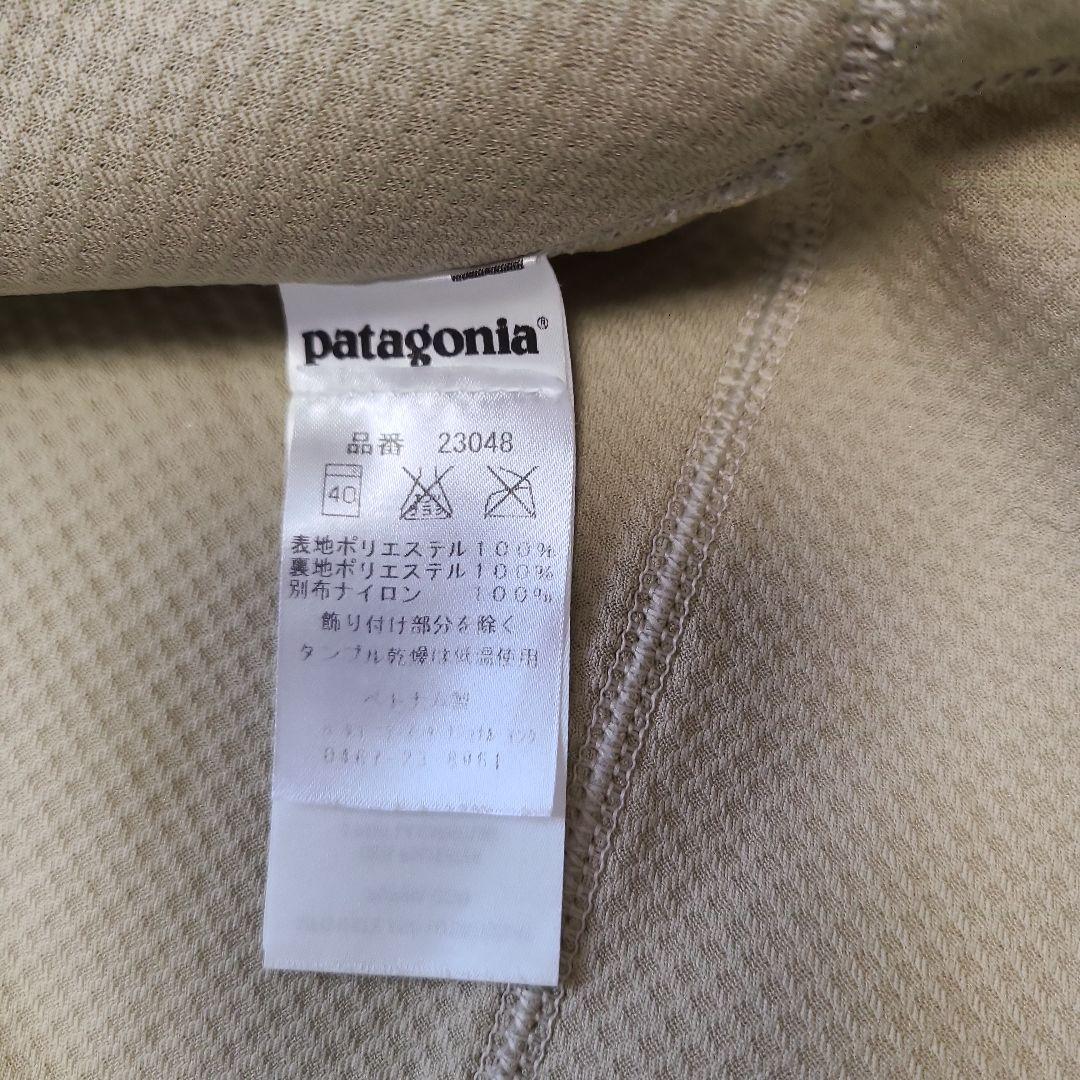 patagonia®
品番 23048
40
表地ポリエステル100%
裏地ポリエステル100%
別布ナイロン 100%
飾り付け部分を除く
タンブル乾燥は低温使用
ベトナム製
0467-23-8961